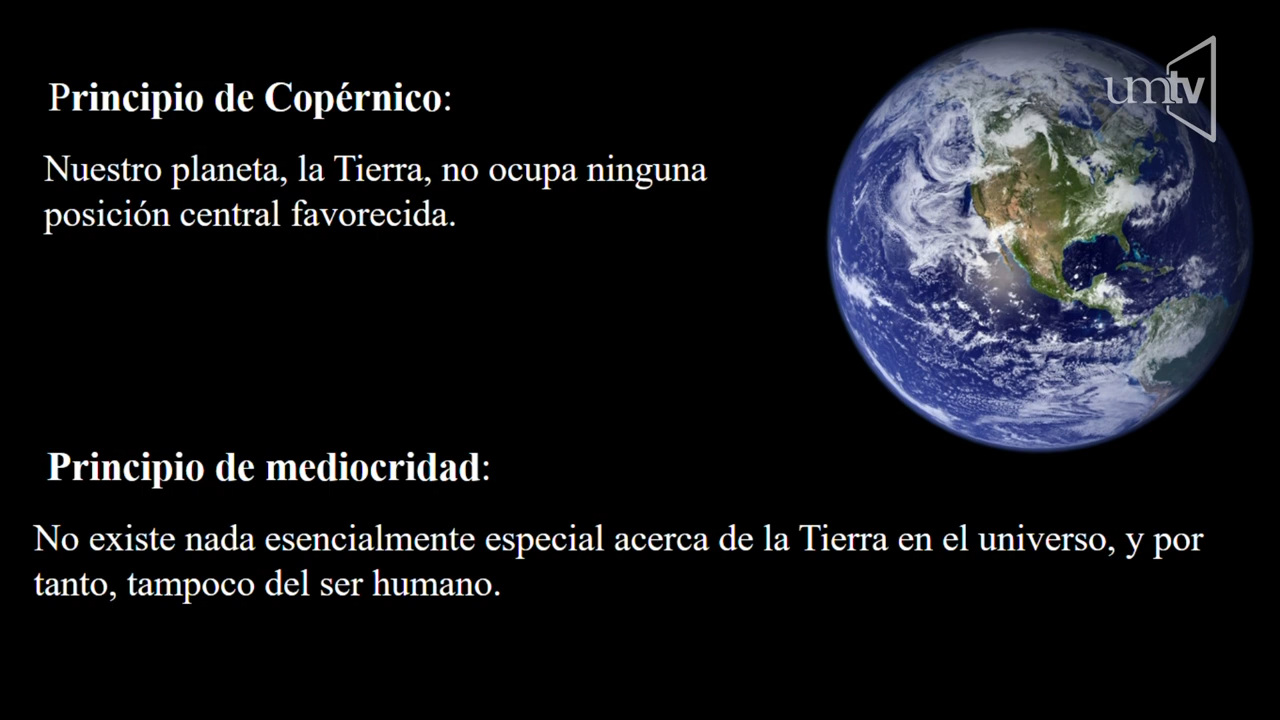 umtv
Principio de Copérnico:
Nuestro planeta, la Tierra, no ocupa ninguna
posición central favorecida.
Principio de mediocridad:
No existe nada esencialmente especial acerca de la Tierra en el universo, y por
tanto, tampoco del ser humano.